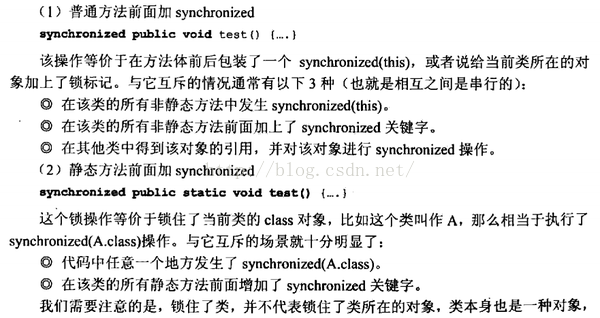 （1）普通方法前面加 synchronized
synchronized public void test() {….}
该操作等价于在方法体前后包装了一个 synchronized(this)，或者说给当前类所在的对
象加上了锁标记。与它互斥的情况通常有以下 3 种（也就是相互之间是串行的）：
◎ 在该类的所有非静态方法中发生 synchronized(this)。
◎ 在该类的所有非静态方法前面加上了 synchronized 关键字。
◎ 在其他类中得到该对象的引用，并对该对象进行 synchronized 操作。
（2）静态方法前面加 synchronized
http://blog.csdn.net/
synchronized public static void test() {….}
这个锁操作等价于锁住了当前类的 class 对象，比如这个类叫作 A，那么相当于执行了
synchronized(A.class)操作。与它互斥的场景就十分明显了：
◎ 代码中任意一个地方发生了 synchronized(A.class)。
◎ 在该类的所有静态方法前面增加了 synchronized 关键字。
我们需要注意的是，锁住了类，并不代表锁住了类所在的对象，类本身也是一种对象，